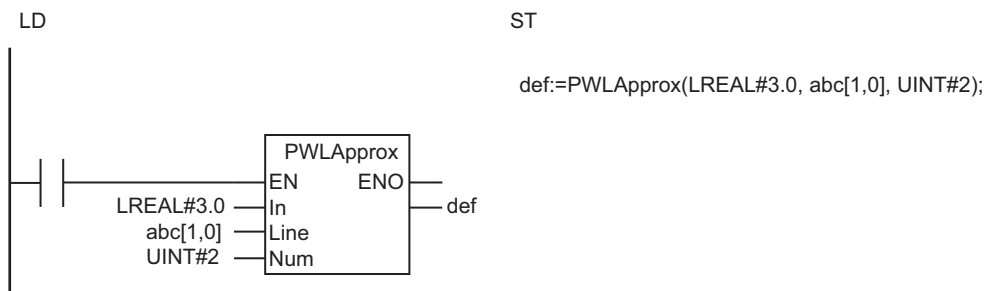 LD
ST
def:=PWLApprox(LREAL#3.0, abc[1,0], UINT#2);
PWLApprox
EN ENO
LREAL#3.0 In def
abc[1,0] Line
UINT#2 Num